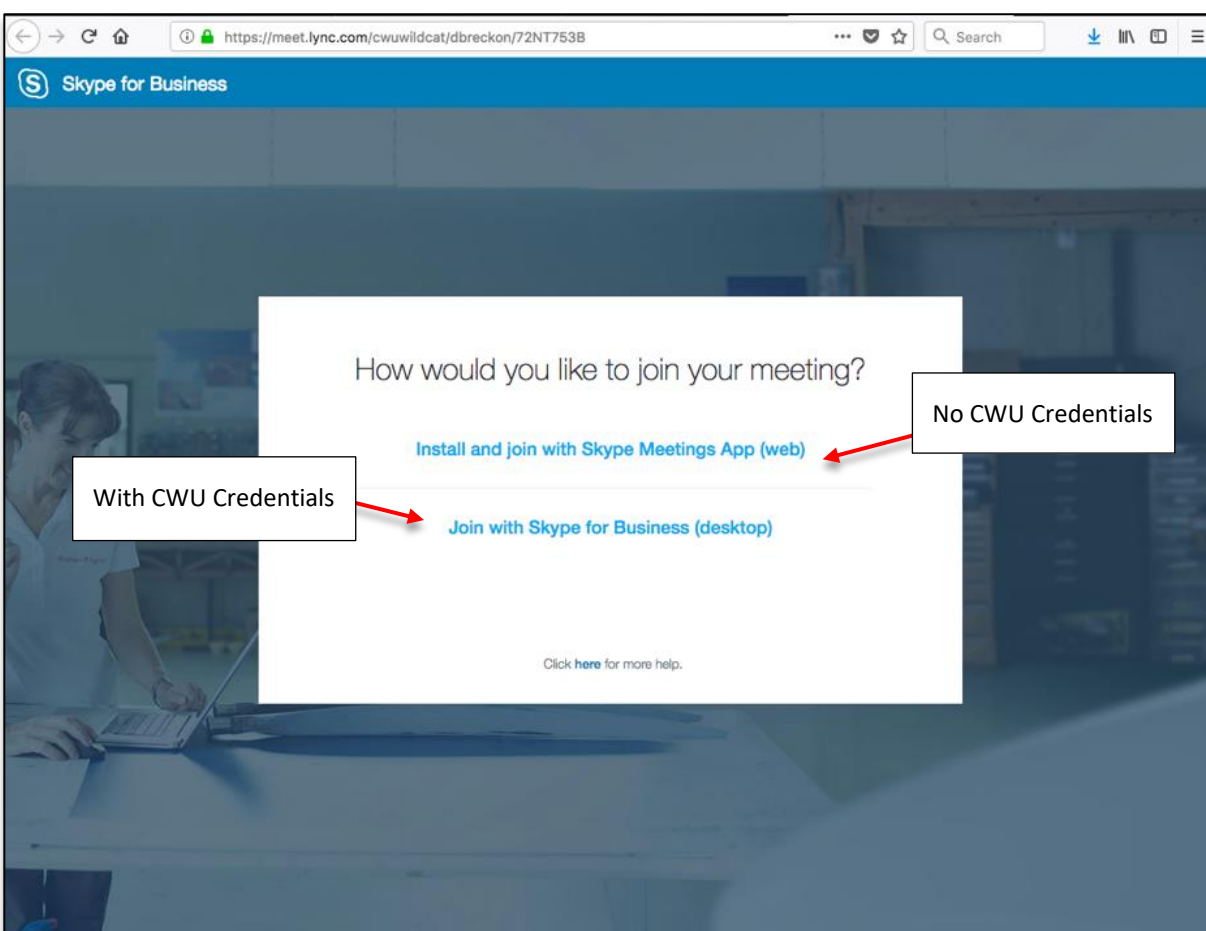 https://meet.lync.com/cwuwildcat/dbreckon/72NT753B
Search
Skype for Business
How would you like to join your meeting?
No CWU Credentials
Install and join with Skype Meetings App (web)
With CWU Credentials
Join with Skype for Business (desktop)
Click here for more help.